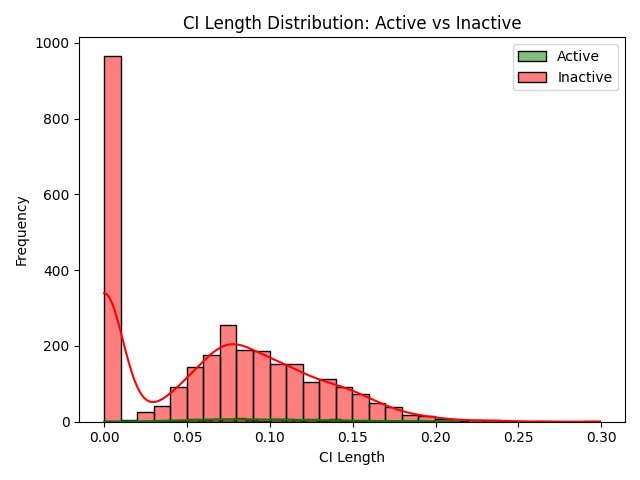 CI Length Distribution: Active vs Inactive
Active
Inactive
Frequency
1000
800
600
400
200
0
0.00 0.05 0.10 0.15 0.20 0.25 0.30
CI Length